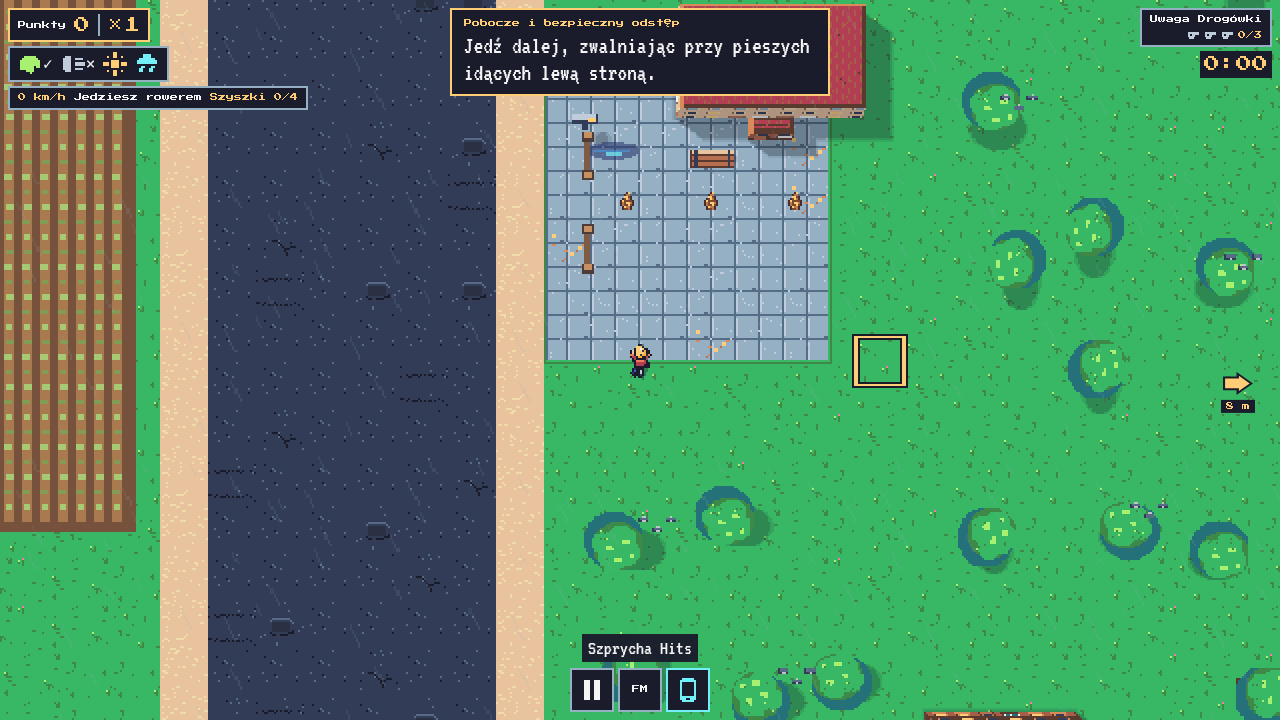 Punkty 0 ×1
Pobocze i bezpieczny odstęp
Jedź dalej, zwalniając przy pieszych
idących lewą stroną.
Uwaga Drogówki
0/3
0:00
0 km/h Jedziesz rowerem Szyszki 0/4
8 m
Szprycha Hits
FM